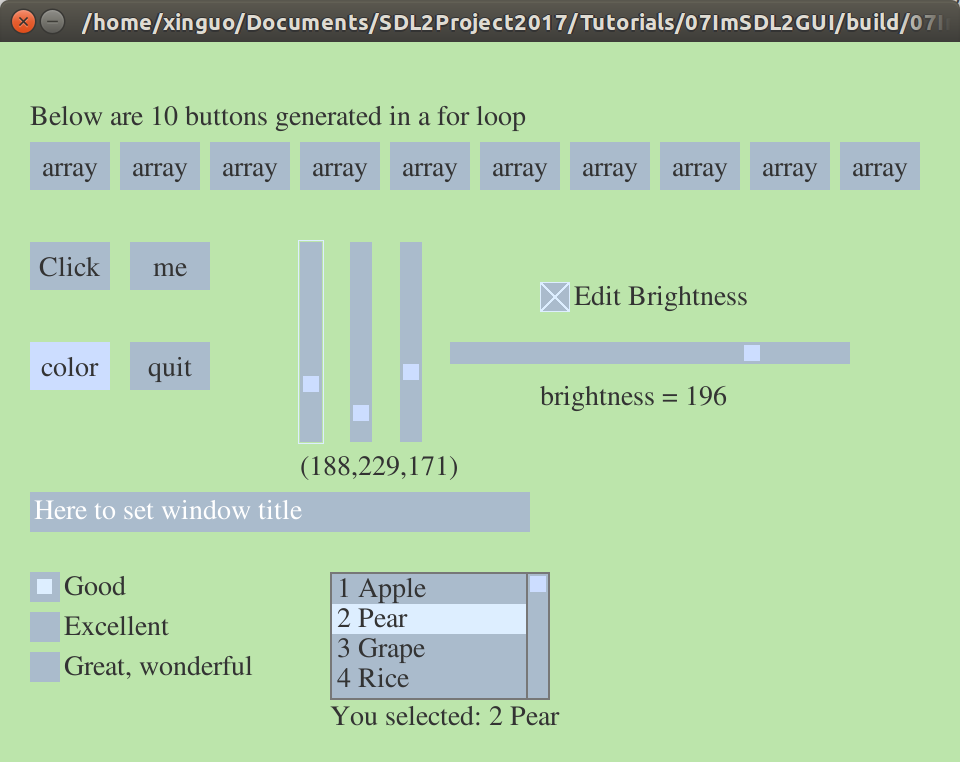 /home/xinguo/Documents/SDL2Project2017/Tutorials/07ImSDL2GUI/build/07I
Below are 10 buttons generated in a for loop
array array array array array array array array array array
Click me
Edit Brightness
color quit
brightness = 196
(188,229,171)
Here to set window title
Good
Excellent
Great, wonderful
1 Apple
2 Pear
3 Grape
4 Rice
You selected: 2 Pear